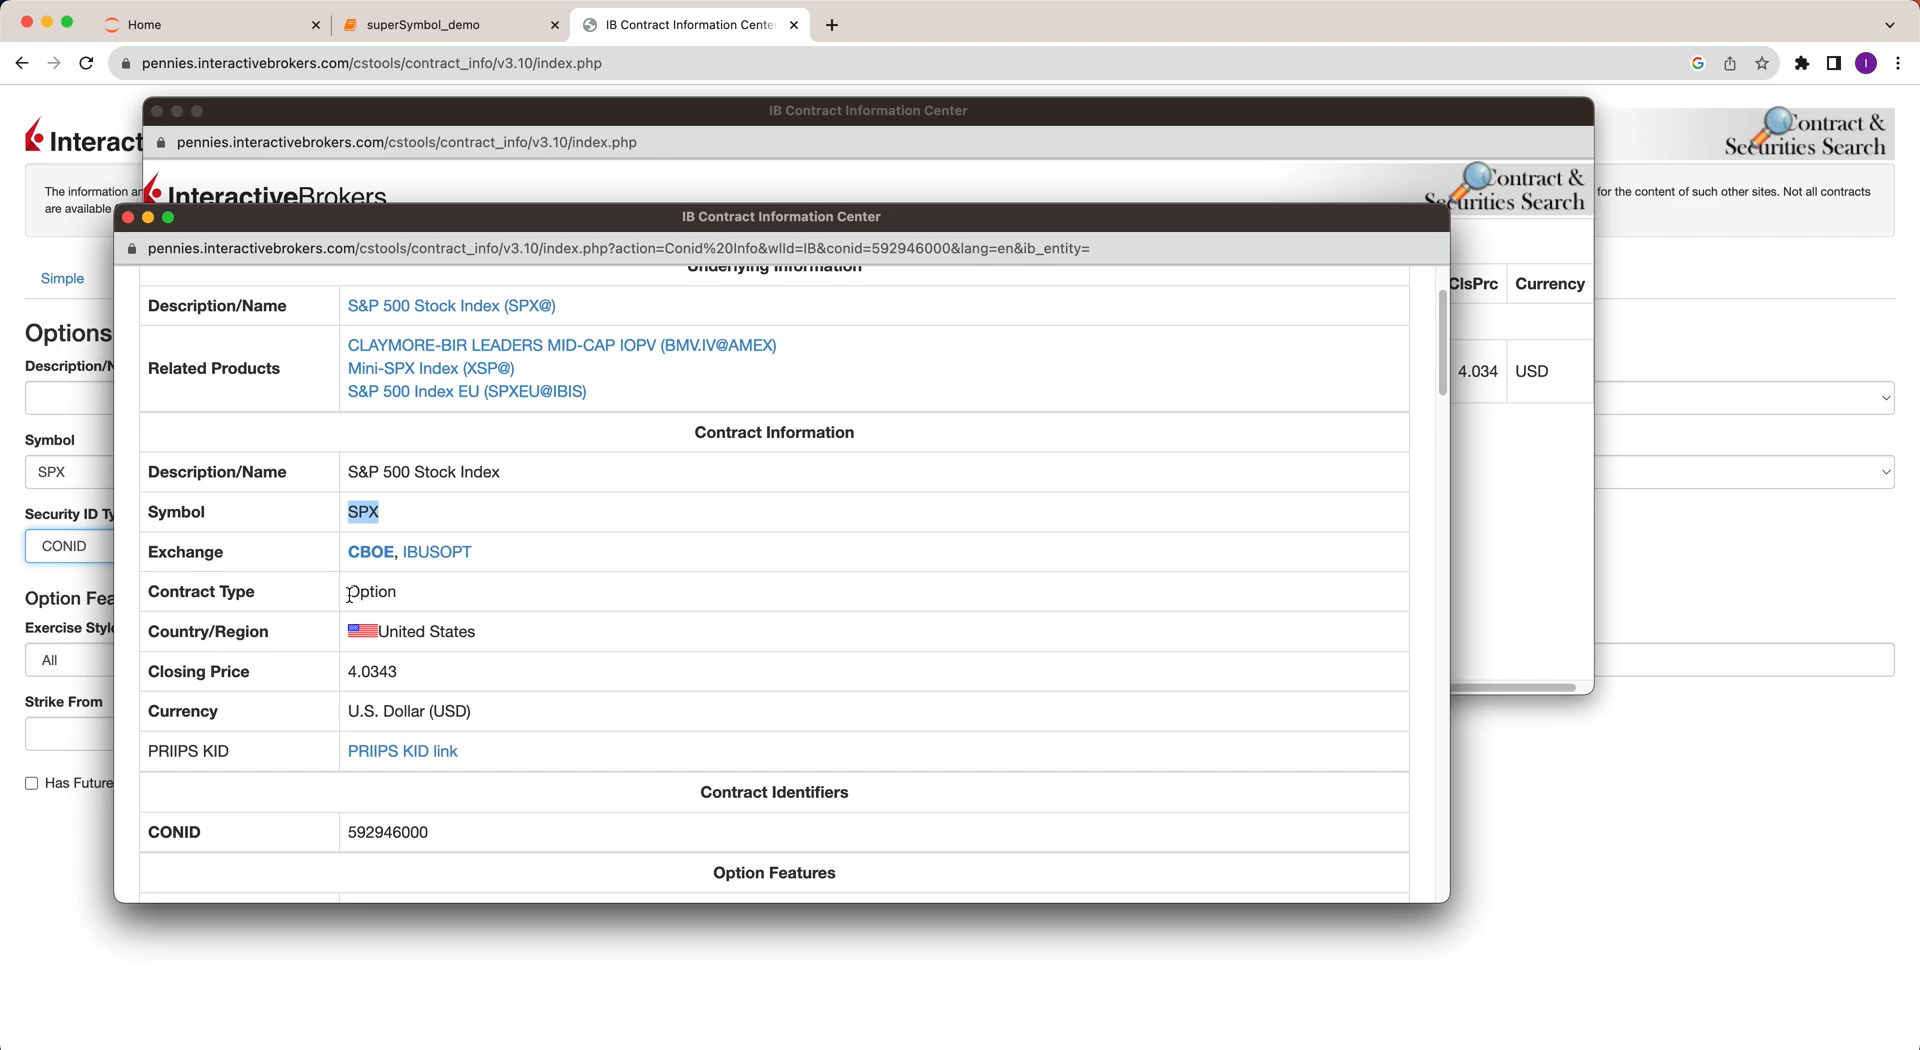 Home
superSymbol_demo
IB Contract Information Center
pennies.interactivebrokers.com/cstools/contract_info/v3.10/index.php
I
IB Contract Information Center
pennies.interactivebrokers.com/cstools/contract_info/v3.10/index.php
Interact
InteractiveBrokers
Contract &
Securities Search
Contract &
Securities Search
The information
are available
for the content of such other sites. Not all contracts
IB Contract Information Center
pennies.interactivebrokers.com/cstools/contract_info/v3.10/index.php?action=Conid%20Info&wlId=IB&conid=592946000&lang=en&ib_entity=
Simple
Options
Description/N
Symbol
SPX
Security ID Ty
CONID
Option Fea
Exercise Style
All
Strike From
Has Future
ClsPrc Currency
4.034 USD
Underlying Information
Description/Name S&P 500 Stock Index (SPX@)
Related Products
CLAYMORE-BIR LEADERS MID-CAP IOPV (BMV.IV@AMEX)
Mini-SPX Index (XSP@)
S&P 500 Index EU (SPXEU@IBIS)
Contract Information
Description/Name S&P 500 Stock Index
Symbol SPX
Exchange CBOE, IBUSOPT
Contract Type Option
Country/Region United States
Closing Price 4.0343
Currency U.S. Dollar (USD)
PRIIPS KID PRIIPS KID link
Contract Identifiers
CONID 592946000
Option Features